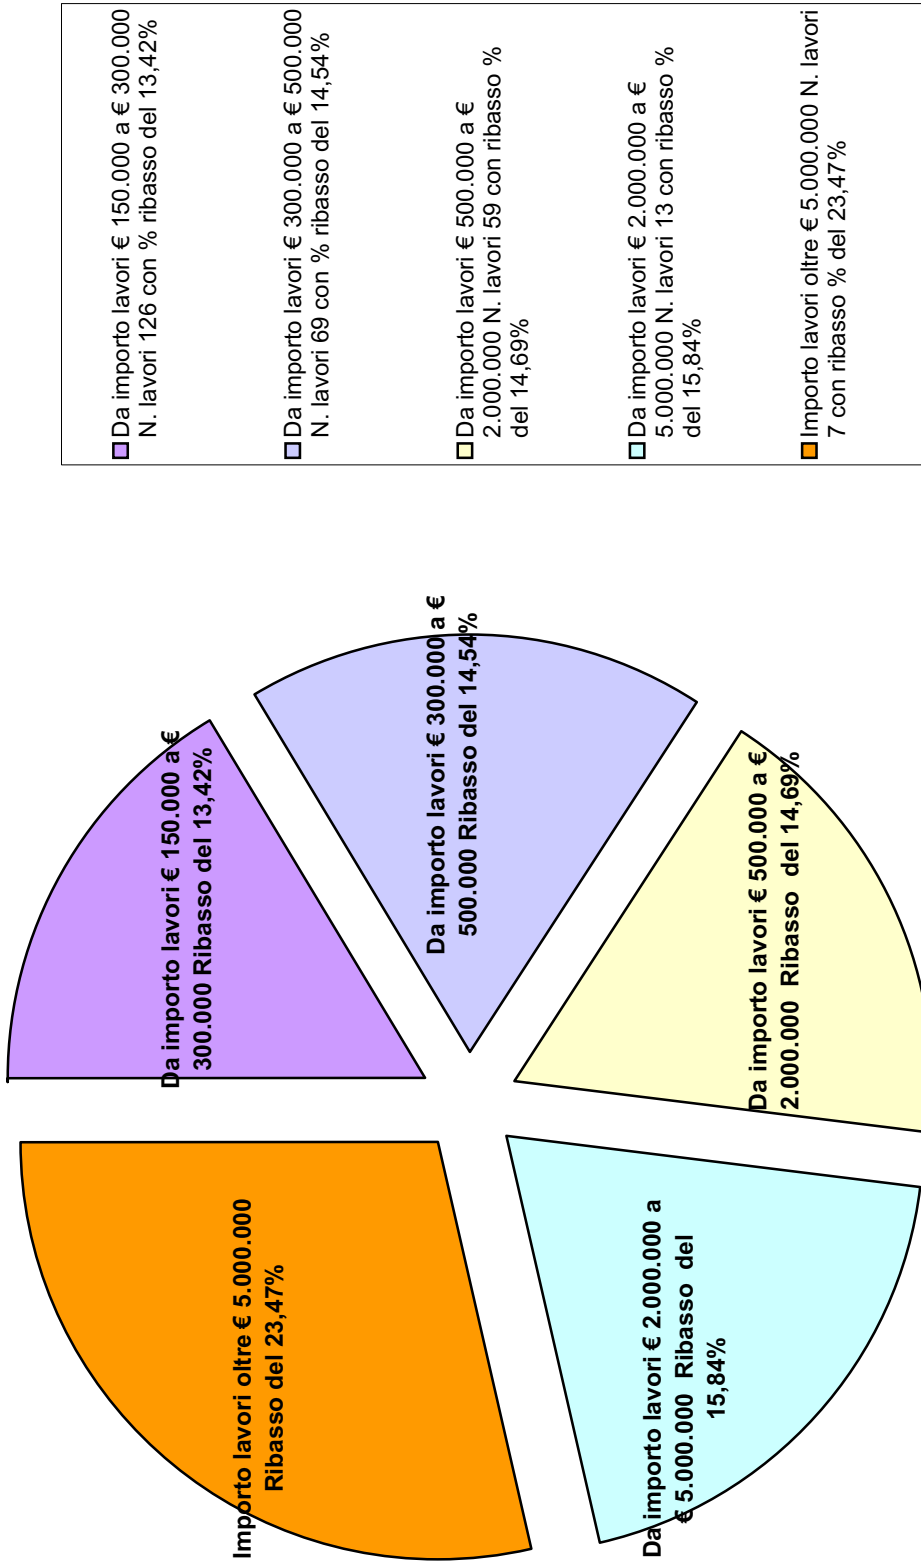 Da importo lavori € 150.000 a €
300.000 Ribasso del 13,42%
Da importo lavori € 300.000 a €
500.000 Ribasso del 14,54%
Da importo lavori € 500.000 a €
2.000.000 Ribasso del 14,69%
Da importo lavori € 2.000.000 a
€ 5.000.000 Ribasso del
15,84%
Importo lavori oltre € 5.000.000
Ribasso del 23,47%
Da importo lavori € 150.000 a € 300.000
N. lavori 126 con % ribasso del 13,42%
Da importo lavori € 300.000 a € 500.000
N. lavori 69 con % ribasso del 14,54%
Da importo lavori € 500.000 a €
2.000.000 N. lavori 59 con ribasso %
del 14,69%
Da importo lavori € 2.000.000 a €
5.000.000 N. lavori 13 con ribasso %
del 15,84%
Importo lavori oltre € 5.000.000 N. lavori
7 con ribasso % del 23,47%